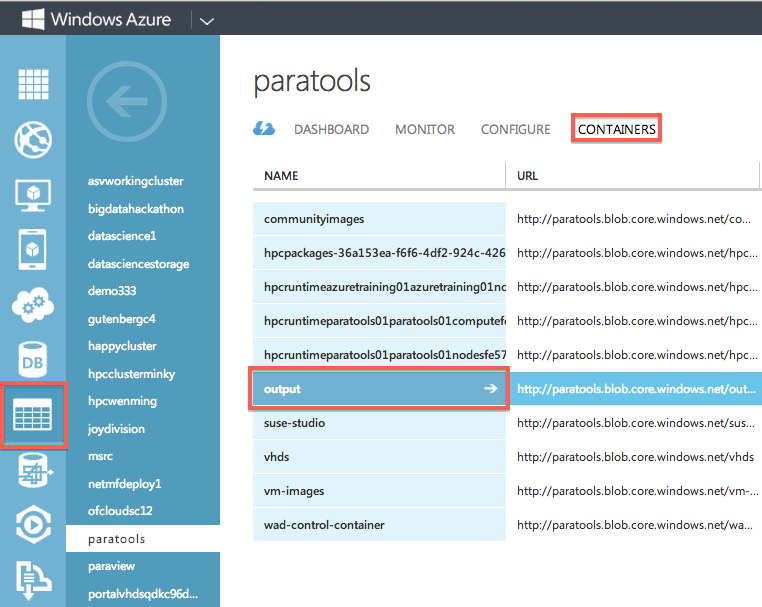 Windows Azure
DB
asvworkingcluster
bigdatahackathon
datascience1
datasciencestorage
demo333
gutenbergc4
happycluster
hpcclusterminky
hpcwenming
joydivision
msrc
netmfdeploy1
ofcloudsc12
paratools
paraview
portalvhdsqdkc96d...
paratools
DASHBOARD MONITOR CONFIGURE CONTAINERS
NAME URL
communityimages http://paratools.blob.core.windows.net/co...
hpcpackages-36a153ea-f6f6-4df2-924c-426 http://paratools.blob.core.windows.net/hpc...
hpcruntimeazuretraining01azuretraining01no http://paratools.blob.core.windows.net/hpc...
hpcruntimeparatools01paratools01computefe http://paratools.blob.core.windows.net/hpc...
hpcruntimeparatools01paratools01nodesfe57 http://paratools.blob.core.windows.net/hpc...
output http://paratools.blob.core.windows.net/out...
suse-studio http://paratools.blob.core.windows.net/sus...
vhds http://paratools.blob.core.windows.net/vhds
vm-images http://paratools.blob.core.windows.net/vm-...
wad-control-container http://paratools.blob.core.windows.net/wa...